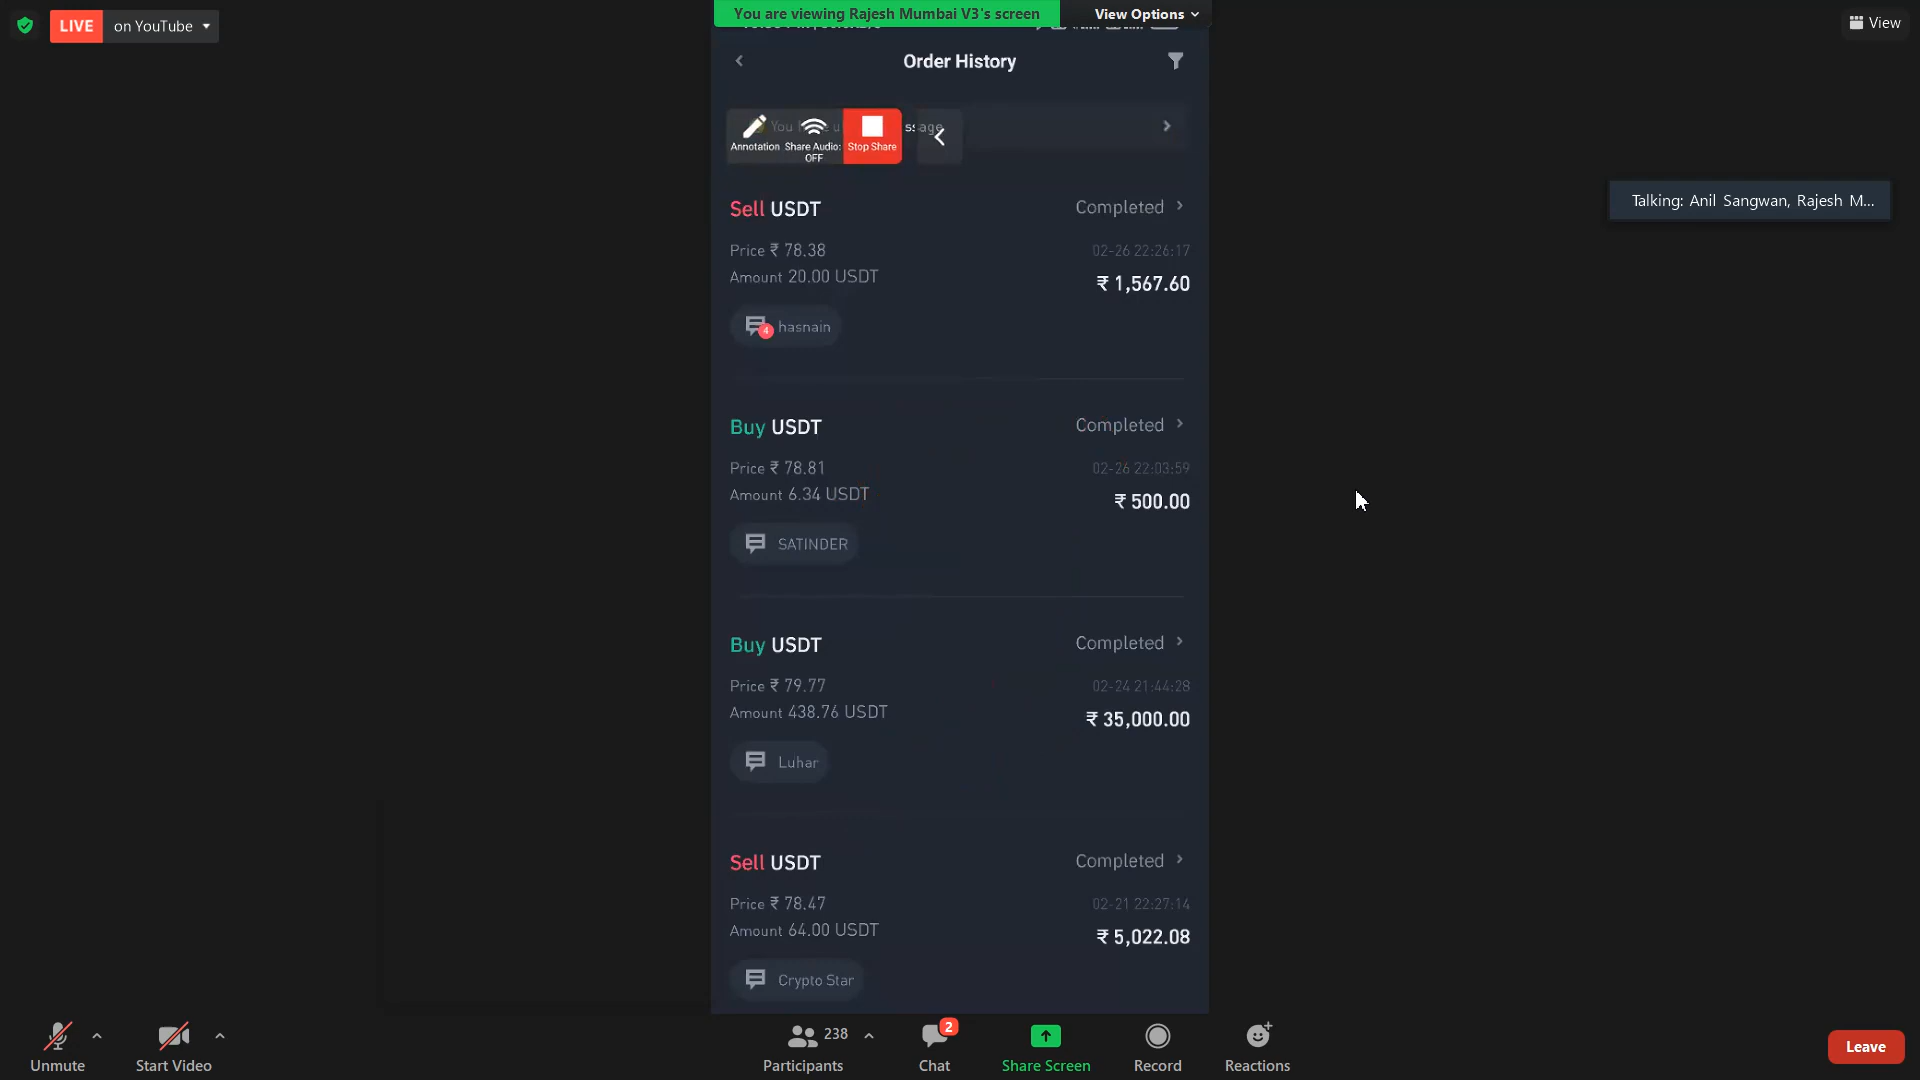 You are viewing Rajesh Mumbai V3's screen
View Options
LIVE on YouTube
View
Order History
Annotation
Share Audio: OFF
Stop Share
Talking: Anil Sangwan, Rajesh M...
Sell USDT
Completed
Price ₹ 78.38
02-26 22:26:17
Amount 20.00 USDT
₹ 1,567.60
4
hasnain
Buy USDT
Completed
Price ₹ 78.81
02-26 22:03:59
Amount 6.34 USDT
₹ 500.00
SATINDER
Buy USDT
Completed
Price ₹ 79.77
02-24 21:44:28
Amount 438.76 USDT
₹ 35,000.00
Luhar
Sell USDT
Completed
Price ₹ 78.47
02-21 22:27:14
Amount 64.00 USDT
₹ 5,022.08
Crypto Star
Unmute
Start Video
238
Participants
2
Chat
Share Screen
Record
Reactions
Leave